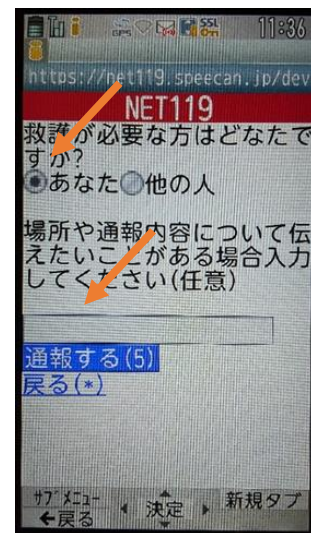 SSL 11:36
GPS On
https://net119.speecan.jp/dev
NET119
救護が必要な方はどなたで
すか?
あなた 他の人
場所や通報内容について伝
えたいことがある場合入力
してください(任意)
通報する(5)
戻る(*)
サブメニュー 新規タブ
←戻る 決定